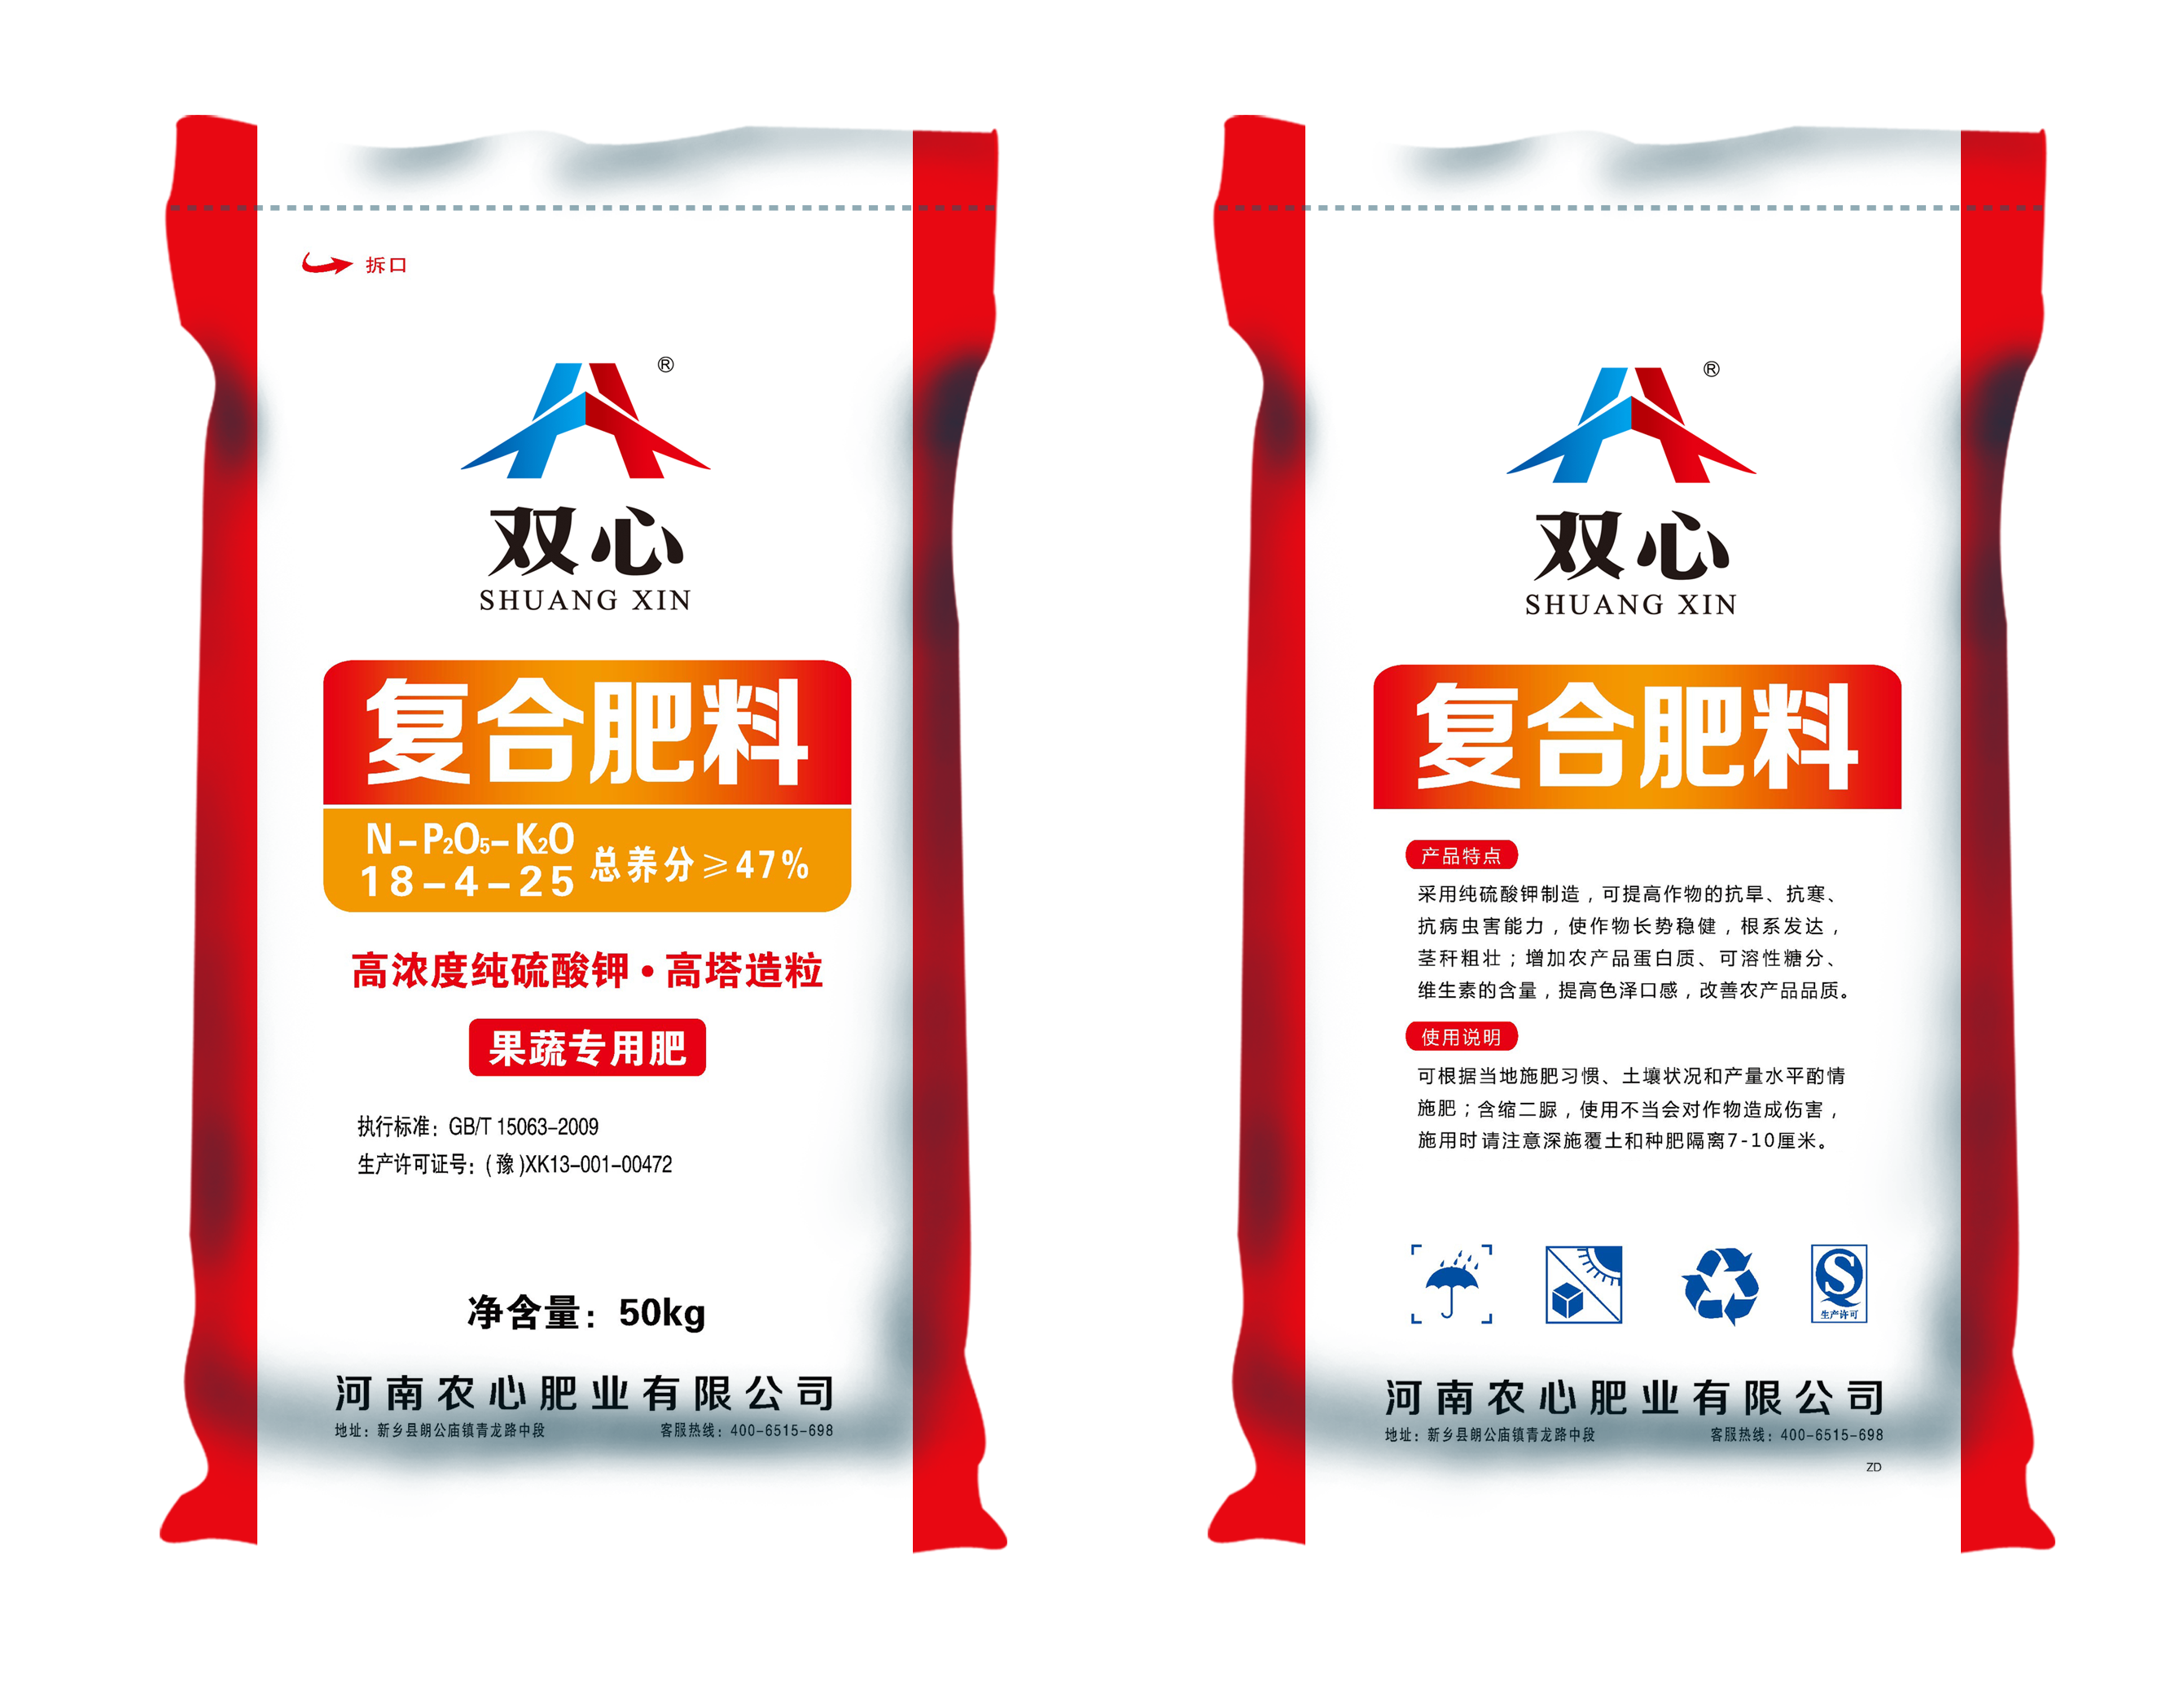 拆口
®
双心
SHUANG XIN
复合肥料
N-P₂O₅-K₂O
18-4-25
总养分≥47%
高浓度纯硫酸钾·高塔造粒
果蔬专用肥
执行标准：GB/T 15063-2009
生产许可证号：(豫)XK13-001-00472
净含量：50kg
河南农心肥业有限公司
地址：新乡县朗公庙镇青龙路中段 客服热线：400-6515-698
®
双心
SHUANG XIN
复合肥料
产品特点
采用纯硫酸钾制造，可提高作物的抗旱、抗寒、
抗病虫害能力，使作物长势稳健，根系发达，
茎秆粗壮；增加农产品蛋白质、可溶性糖分、
维生素的含量，提高色泽口感，改善农产品品质。
使用说明
可根据当地施肥习惯、土壤状况和产量水平酌情
施肥；含缩二脲，使用不当会对作物造成伤害，
施用时请注意深施覆土和种肥隔离7-10厘米。
S
生产许可
河南农心肥业有限公司
地址：新乡县朗公庙镇青龙路中段 客服热线：400-6515-698
ZD